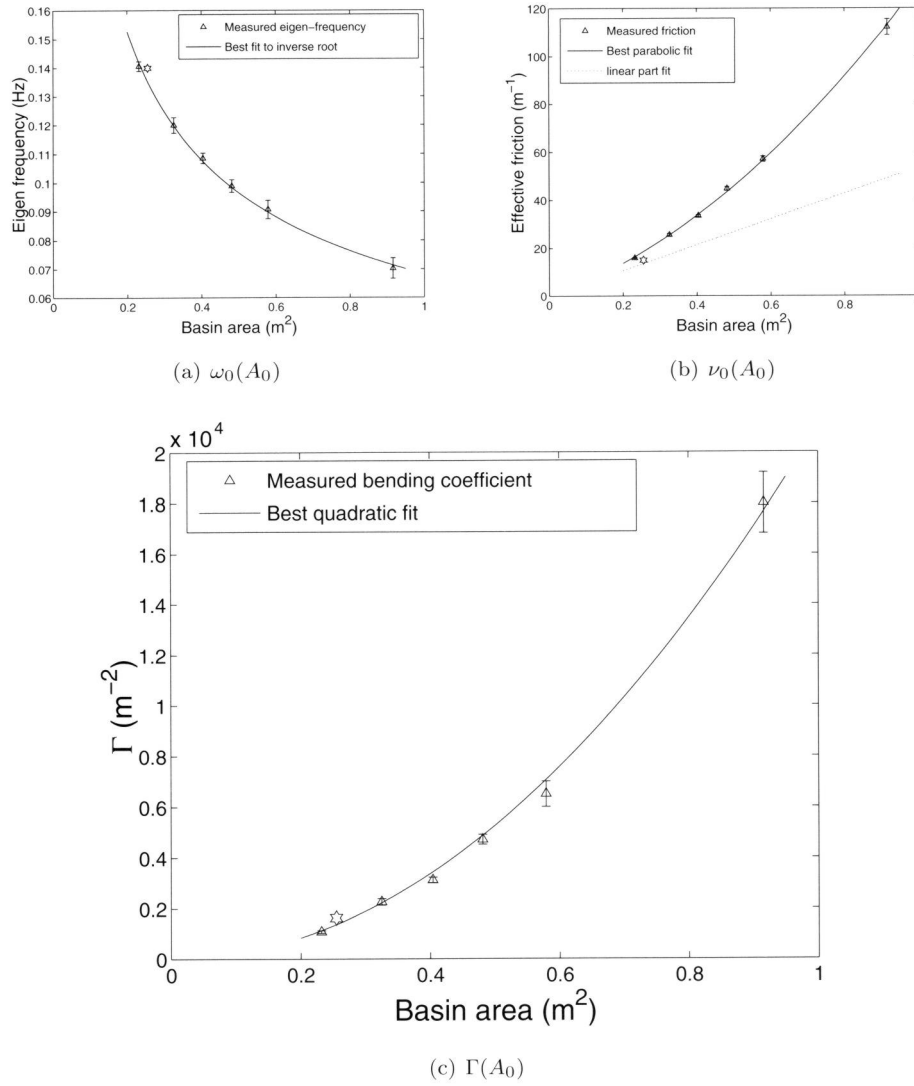 0.16
0.15
0.14
0.13
0.12
0.11
0.1
0.09
0.08
0.07
0.06
0
0.2
0.4
0.6
0.8
1
Eigen frequency (Hz)
Basin area (m²)
Measured eigen−frequency
Best fit to inverse root
(a) ω₀(A₀)
120
100
80
60
40
20
0
0
0.2
0.4
0.6
0.8
Effective friction (m⁻¹)
Basin area (m²)
Measured friction
Best parabolic fit
linear part fit
(b) ν₀(A₀)
x 10⁴
2
1.8
1.6
1.4
1.2
1
0.8
0.6
0.4
0.2
0
0
0.2
0.4
0.6
0.8
1
Γ (m⁻²)
Basin area (m²)
Measured bending coefficient
Best quadratic fit
(c) Γ(A₀)